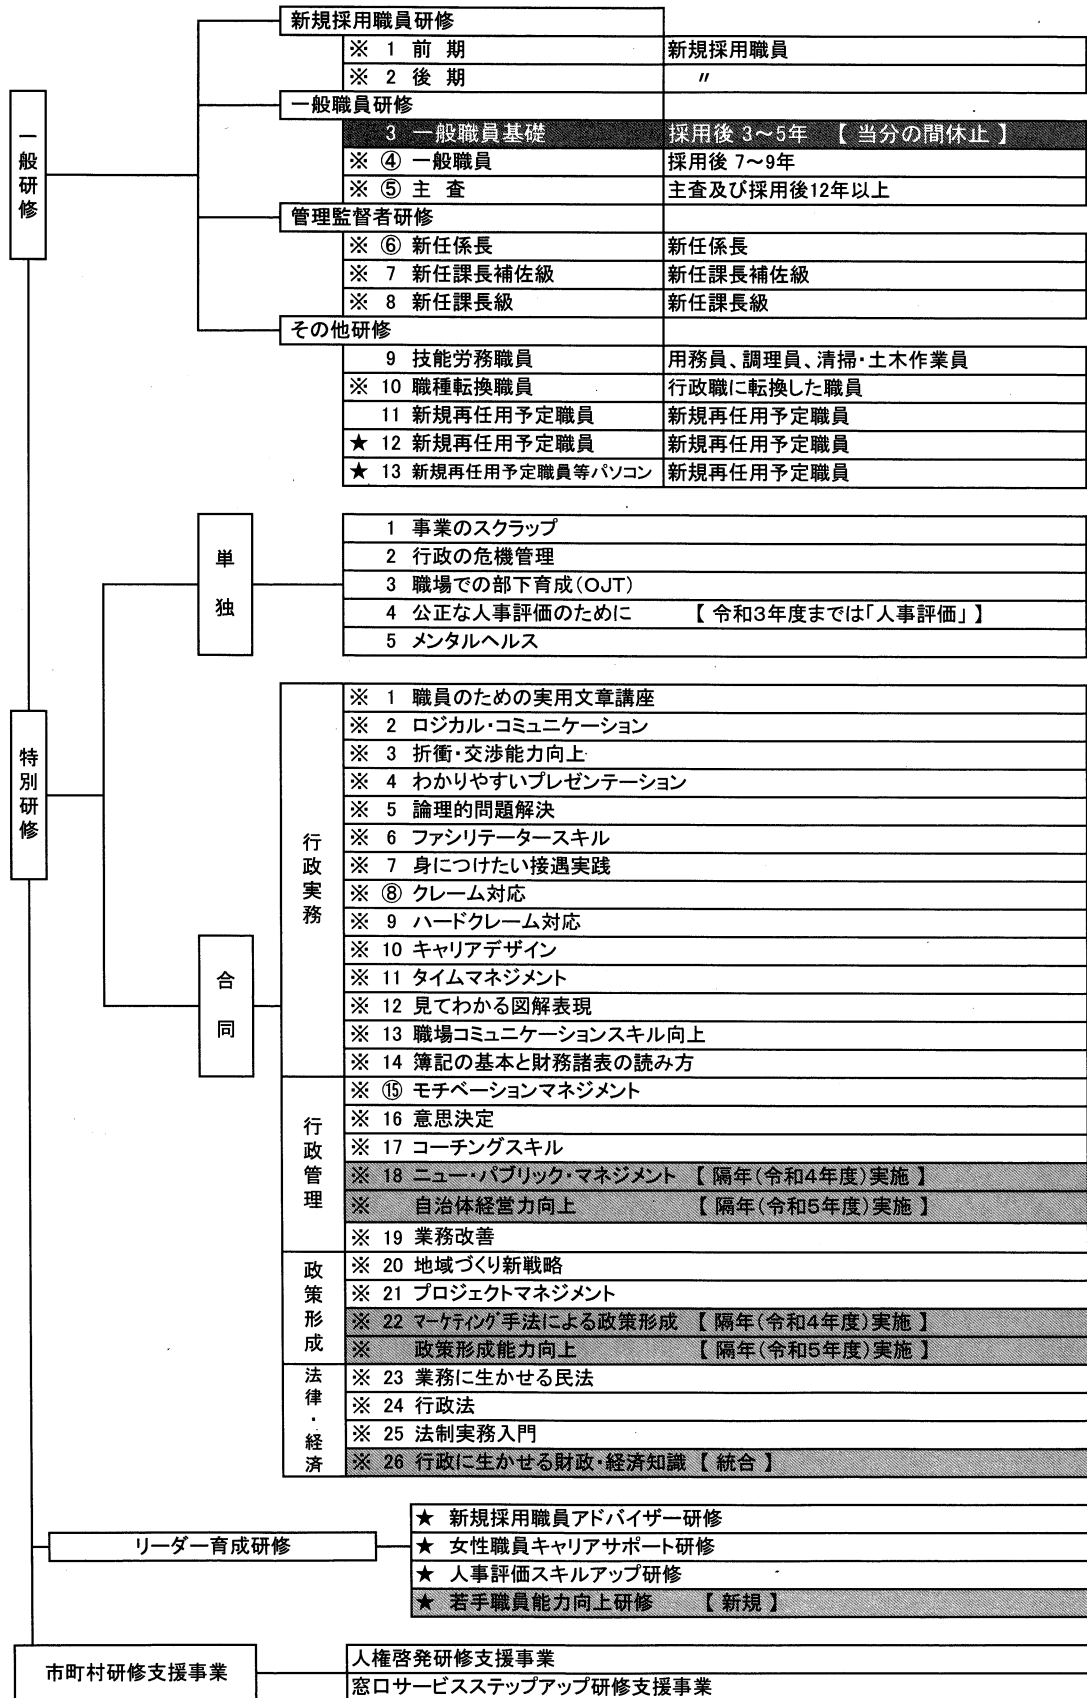 一般研修
新規採用職員研修
※ 1 前 期 新規採用職員
※ 2 後 期 〃
一般職員研修
3 一般職員基礎 採用後 3~5年 【 当分の間休止 】
※ ④ 一般職員 採用後 7~9年
※ ⑤ 主 査 主査及び採用後12年以上
管理監督者研修
※ ⑥ 新任係長 新任係長
※ 7 新任課長補佐級 新任課長補佐級
※ 8 新任課長級 新任課長級
その他研修
9 技能労務職員 用務員、調理員、清掃・土木作業員
※ 10 職種転換職員 行政職に転換した職員
11 新規再任用予定職員 新規再任用予定職員
★ 12 新規再任用予定職員 新規再任用予定職員
★ 13 新規再任用予定職員等パソコン 新規再任用予定職員
特別研修
単独
1 事業のスクラップ
2 行政の危機管理
3 職場での部下育成(OJT)
4 公正な人事評価のために 【 令和3年度までは「人事評価」 】
5 メンタルヘルス
合同
行政実務
※ 1 職員のための実用文章講座
※ 2 ロジカル・コミュニケーション
※ 3 折衝・交渉能力向上
※ 4 わかりやすいプレゼンテーション
※ 5 論理的問題解決
※ 6 ファシリテータースキル
※ 7 身につけたい接遇実践
※ ⑧ クレーム対応
※ 9 ハードクレーム対応
※ 10 キャリアデザイン
※ 11 タイムマネジメント
※ 12 見てわかる図解表現
※ 13 職場コミュニケーションスキル向上
※ 14 簿記の基本と財務諸表の読み方
行政管理
※ ⑮ モチベーションマネジメント
※ 16 意思決定
※ 17 コーチングスキル
※ 18 ニュー・パブリック・マネジメント 【 隔年(令和4年度)実施 】
※ 自治体経営力向上 【 隔年(令和5年度)実施 】
※ 19 業務改善
政策形成
※ 20 地域づくり新戦略
※ 21 プロジェクトマネジメント
※ 22 マーケティング手法による政策形成 【 隔年(令和4年度)実施 】
※ 政策形成能力向上 【 隔年(令和5年度)実施 】
法律・経済
※ 23 業務に生かせる民法
※ 24 行政法
※ 25 法制実務入門
※ 26 行政に生かせる財政・経済知識 【 統合 】
リーダー育成研修
★ 新規採用職員アドバイザー研修
★ 女性職員キャリアサポート研修
★ 人事評価スキルアップ研修
★ 若手職員能力向上研修 【 新規 】
市町村研修支援事業
人権啓発研修支援事業
窓口サービスステップアップ研修支援事業